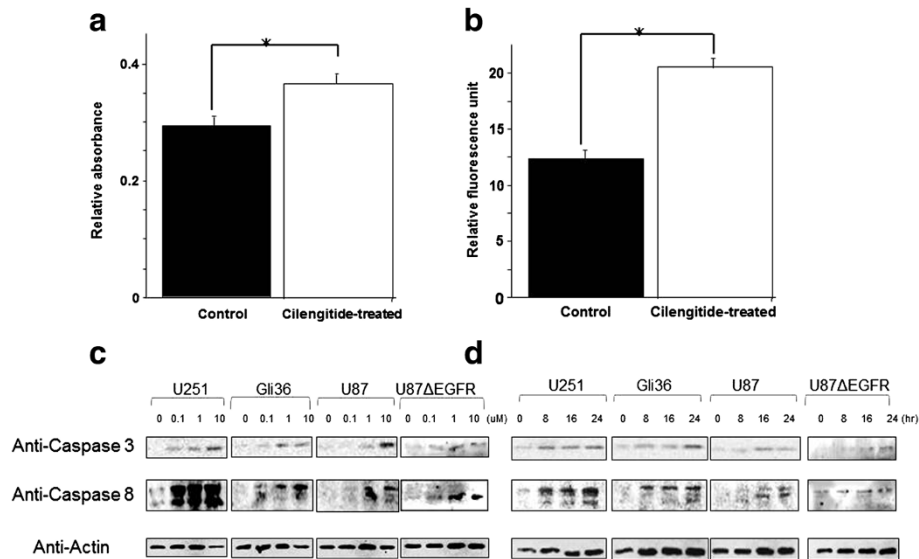 a
Relative absorbance
0.4
0.2
0
*
Control Cilengitide-treated
b
Relative fluorescence unit
20
15
10
5
0
*
Control Cilengitide-treated
c
U251 Gli36 U87 U87ΔEGFR
0 0.1 1 10 0 0.1 1 10 0 0.1 1 10 0 0.1 1 10 (uM)
d
U251 Gli36 U87 U87ΔEGFR
0 8 16 24 0 8 16 24 0 8 16 24 0 8 16 24 (hr)
Anti-Caspase 3
Anti-Caspase 8
Anti-Actin